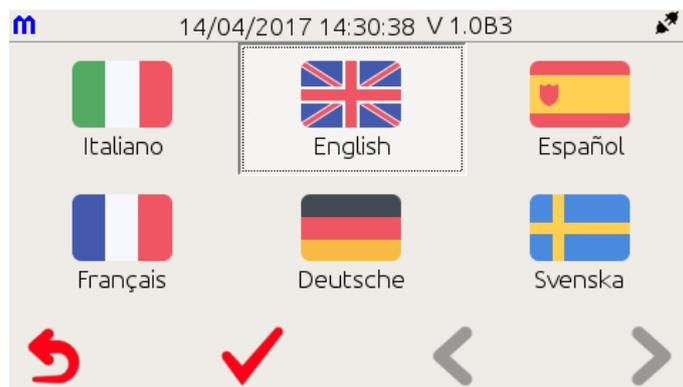 m 14/04/2017 14:30:38 V 1.0B3
Italiano English Español
Français Deutsche Svenska